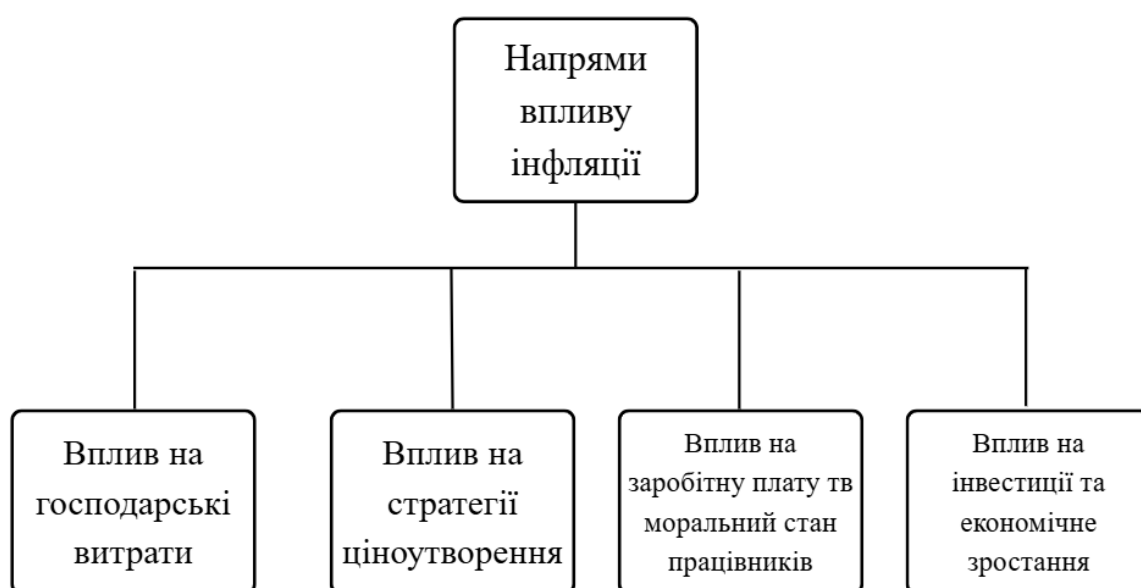 Напрями
впливу
інфляції
Вплив на
господарські
витрати
Вплив на
стратегії
ціноутворення
Вплив на
заробітну плату тв
моральний стан
працівників
Вплив на
інвестиції та
економічне
зростання